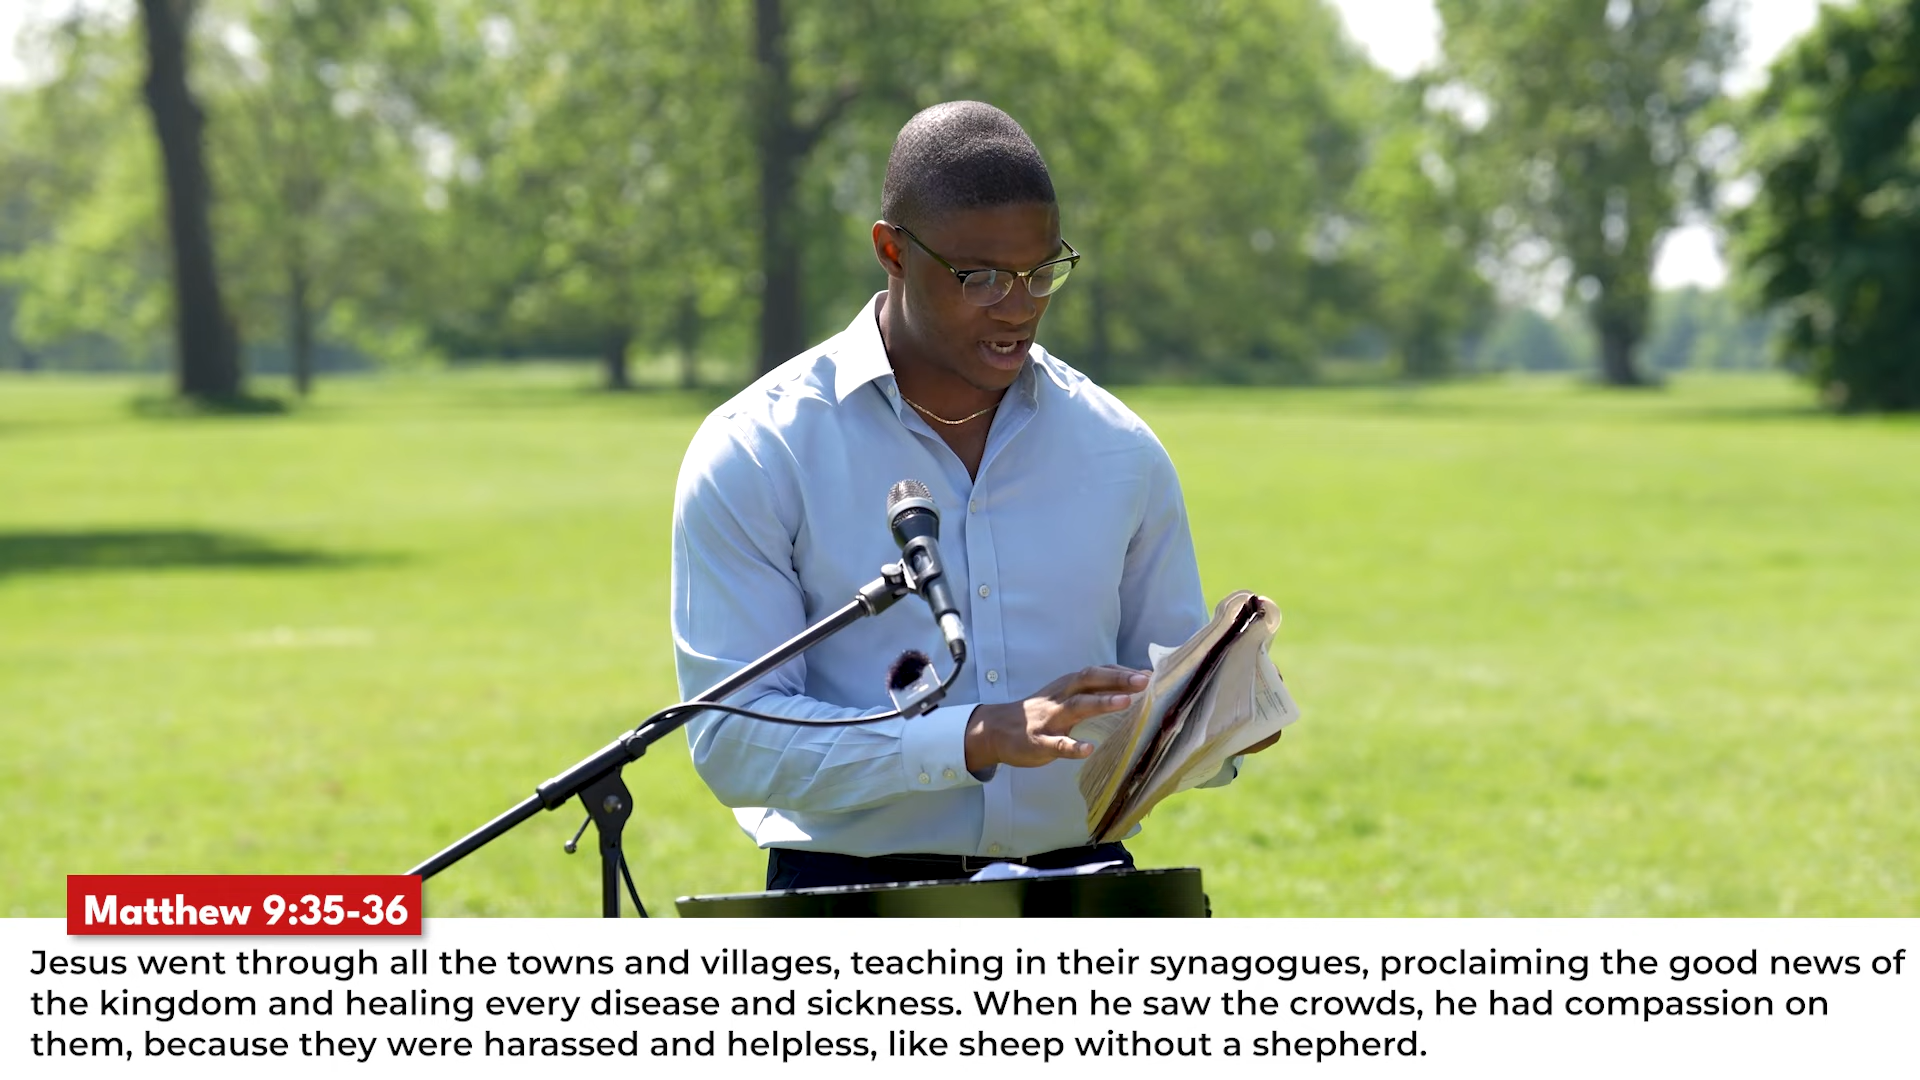 Matthew 9:35-36
Jesus went through all the towns and villages, teaching in their synagogues, proclaiming the good news of
the kingdom and healing every disease and sickness. When he saw the crowds, he had compassion on
them, because they were harassed and helpless, like sheep without a shepherd.